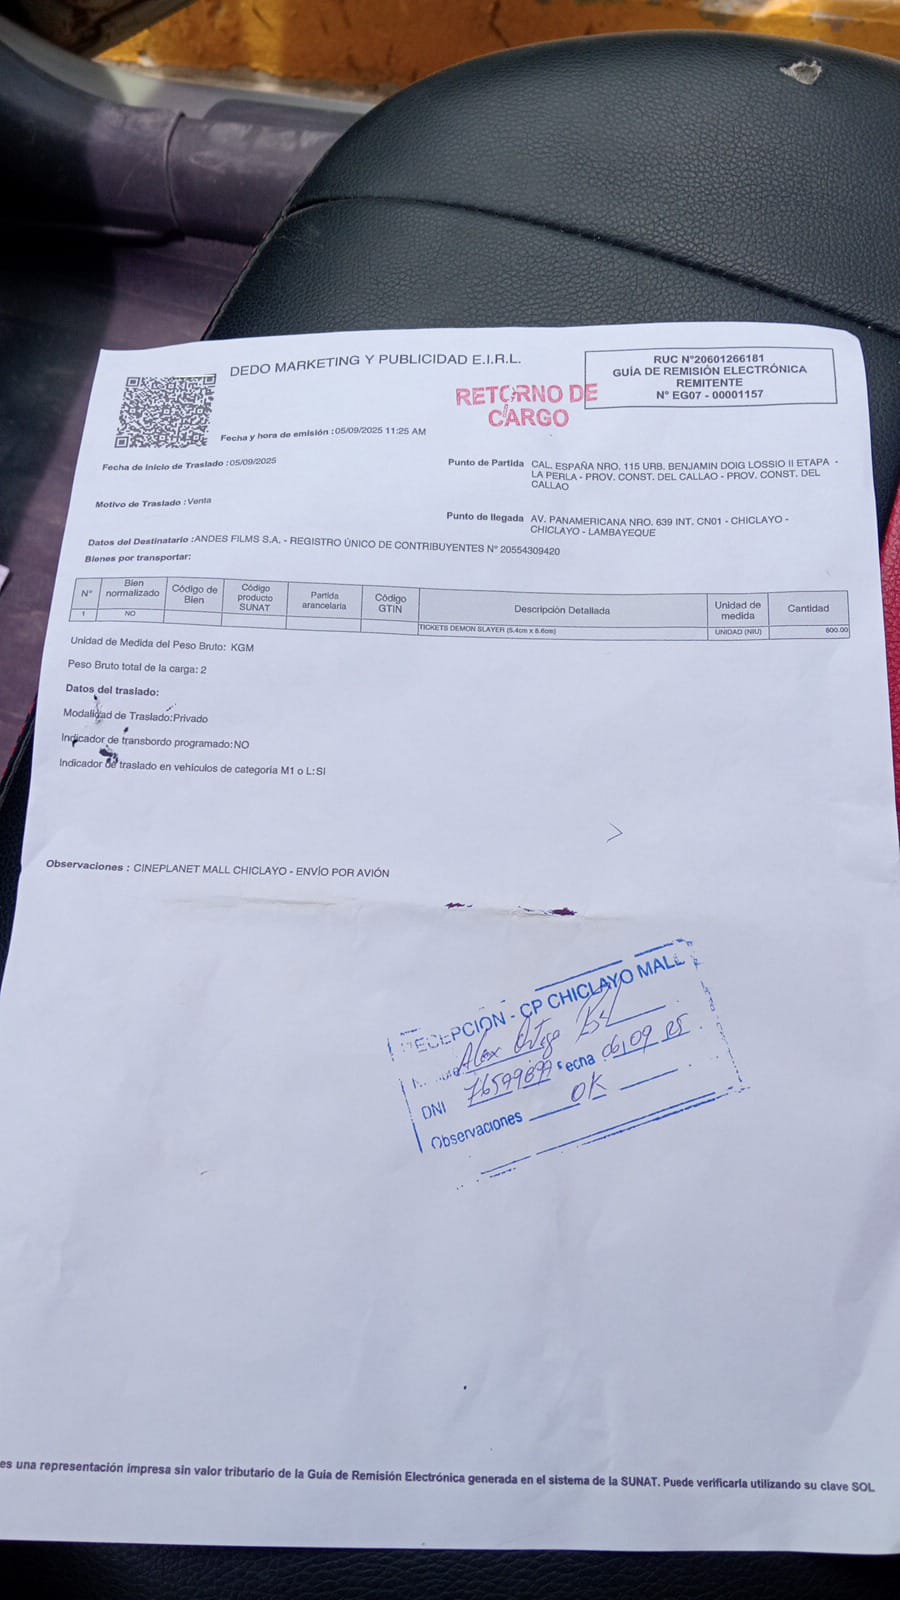 DEDO MARKETING Y PUBLICIDAD E.I.R.L.
RUC N°20601266181
GUÍA DE REMISIÓN ELECTRÓNICA
REMITENTE
N° EG07 - 00001157
RETORNO DE
CARGO
Fecha y hora de emisión :05/09/2025 11:25 AM
Fecha de Inicio de Traslado :05/09/2025
Punto de Partida CAL. ESPAÑA NRO. 115 URB. BENJAMIN DOIG LOSSIO II ETAPA -
LA PERLA - PROV. CONST. DEL CALLAO - PROV. CONST. DEL
CALLAO
Motivo de Traslado : Venta
Punto de llegada AV. PANAMERICANA NRO. 639 INT. CN01 - CHICLAYO -
CHICLAYO - LAMBAYEQUE
Datos del Destinatario :ANDES FILMS S.A. - REGISTRO ÚNICO DE CONTRIBUYENTES N° 20554309420
Bienes por transportar:
N° Bien normalizado Código de Bien Código producto SUNAT Partida arancelaria Código GTIN Descripción Detallada Unidad de medida Cantidad
1 NO TICKETS DEMON SLAYER (5.4cm x 8.6cm) UNIDAD (NIU) 600.00
Unidad de Medida del Peso Bruto: KGM
Peso Bruto total de la carga: 2
Datos del traslado:
Modalidad de Traslado:Privado
Indicador de transbordo programado:NO
Indicador de traslado en vehículos de categoria M1 o L:SI
Observaciones : CINEPLANET MALL CHICLAYO - ENVÍO POR AVIÓN
RECEPCION - CP CHICLAYO MALL
Alex Ortiga
DNI 76599899 Fecha 06/09/25
Observaciones OK
es una representación impresa sin valor tributario de la Guia de Remisión Electrónica generada en el sistema de la SUNAT. Puede verificarla utilizando su clave SOL